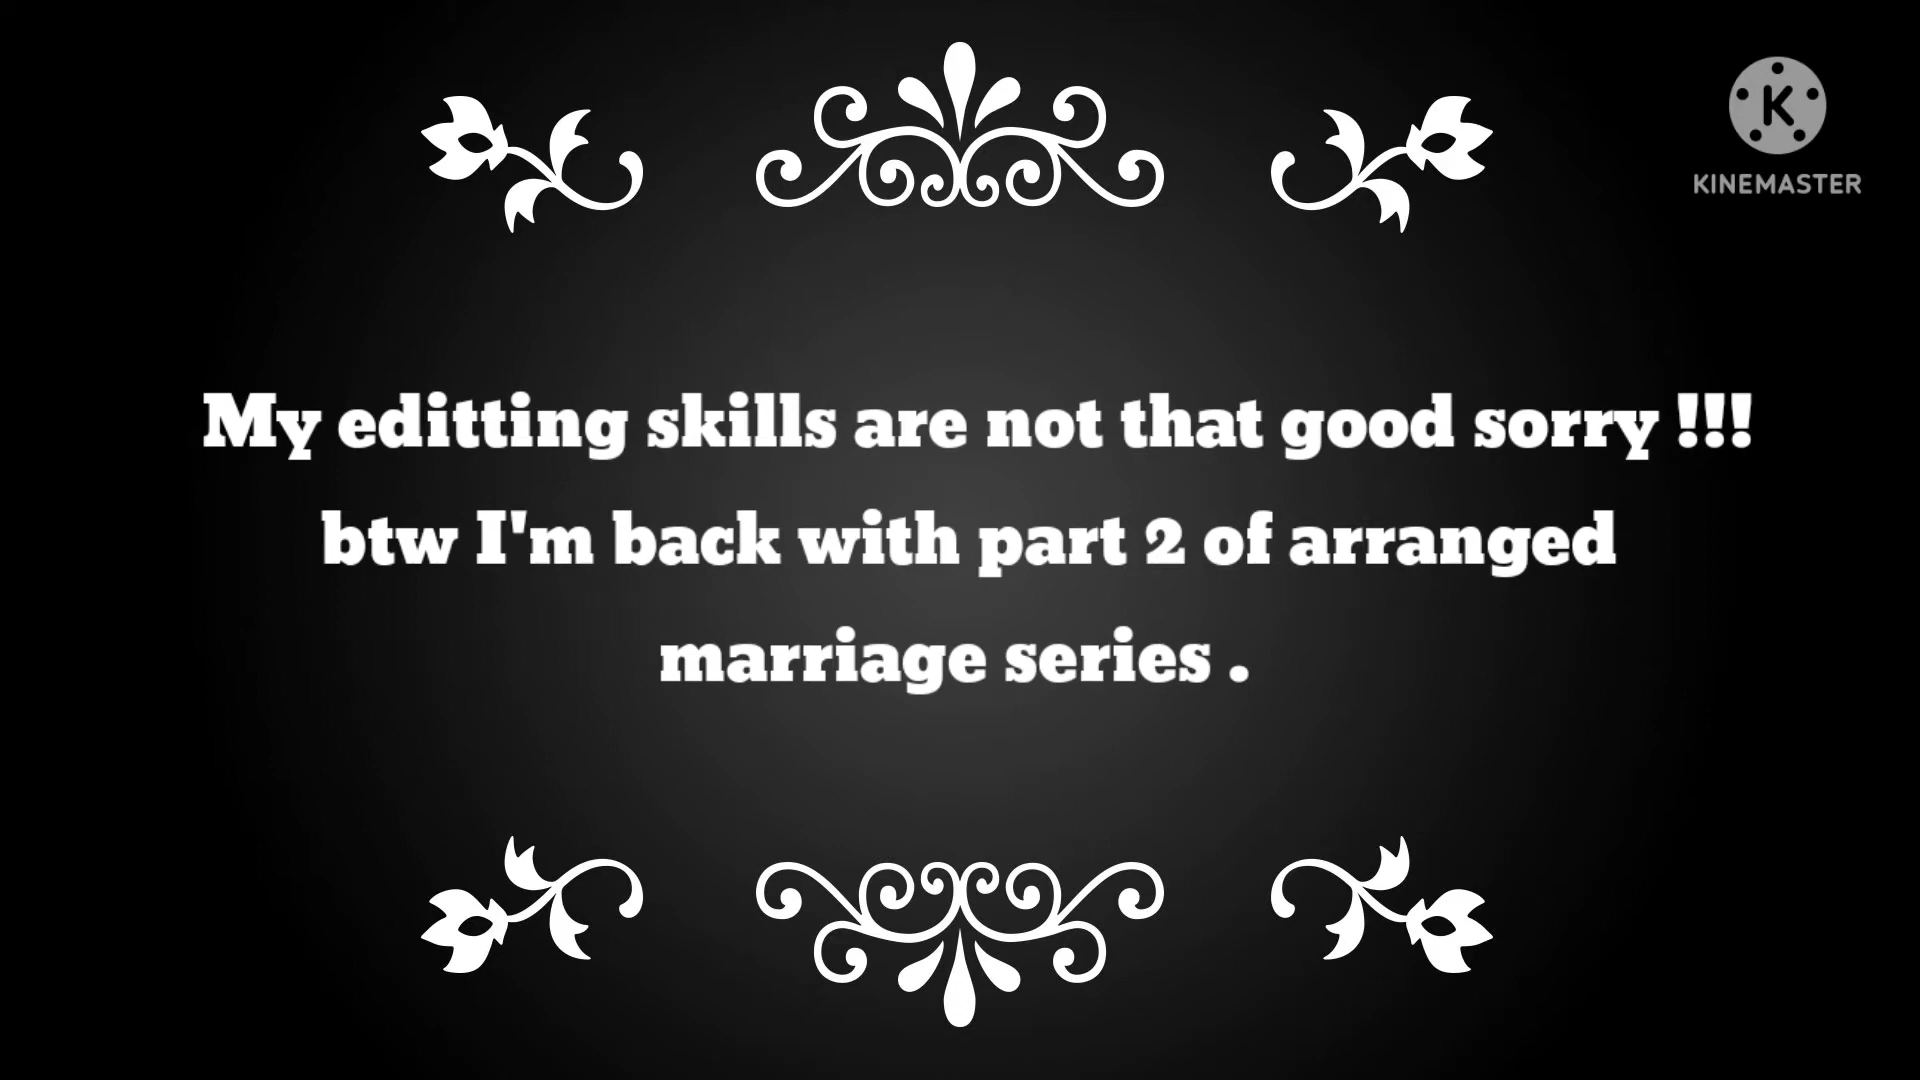 K
KINEMASTER
My editting skills are not that good sorry !!!
btw I'm back with part 2 of arranged
marriage series .